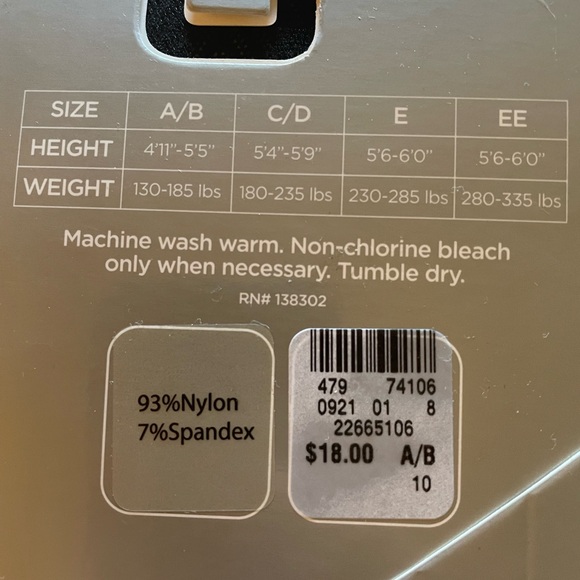 SIZE A/B C/D E EE
HEIGHT 4'11"-5'5" 5'4"-5'9" 5'6-6'0" 5'6-6'0"
WEIGHT 130-185 lbs 180-235 lbs 230-285 lbs 280-335 lbs
Machine wash warm. Non-chlorine bleach
only when necessary. Tumble dry.
RN# 138302
93%Nylon
7%Spandex
479 74106
0921 01 8
22665106
$18.00 A/B
10